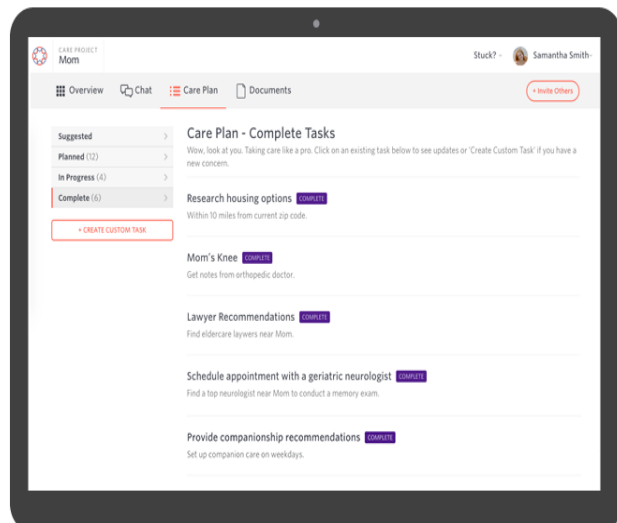 CARE PROJECT
Mom
Stuck?
Samantha Smith
Overview
Chat
Care Plan
Documents
+ Invite Others
Suggested
Planned (12)
In Progress (4)
Complete (6)
+ CREATE CUSTOM TASK
Care Plan - Complete Tasks
Wow, look at you. Taking care like a pro. Click on an existing task below to see updates or 'Create Custom Task' if you have a
new concern.
Research housing options COMPLETE
Within 10 miles from current zip code.
Mom's Knee COMPLETE
Get notes from orthopedic doctor.
Lawyer Recommendations COMPLETE
Find eldercare laywers near Mom.
Schedule appointment with a geriatric neurologist COMPLETE
Find a top neurologist near Mom to conduct a memory exam.
Provide companionship recommendations COMPLETE
Set up companion care on weekdays.